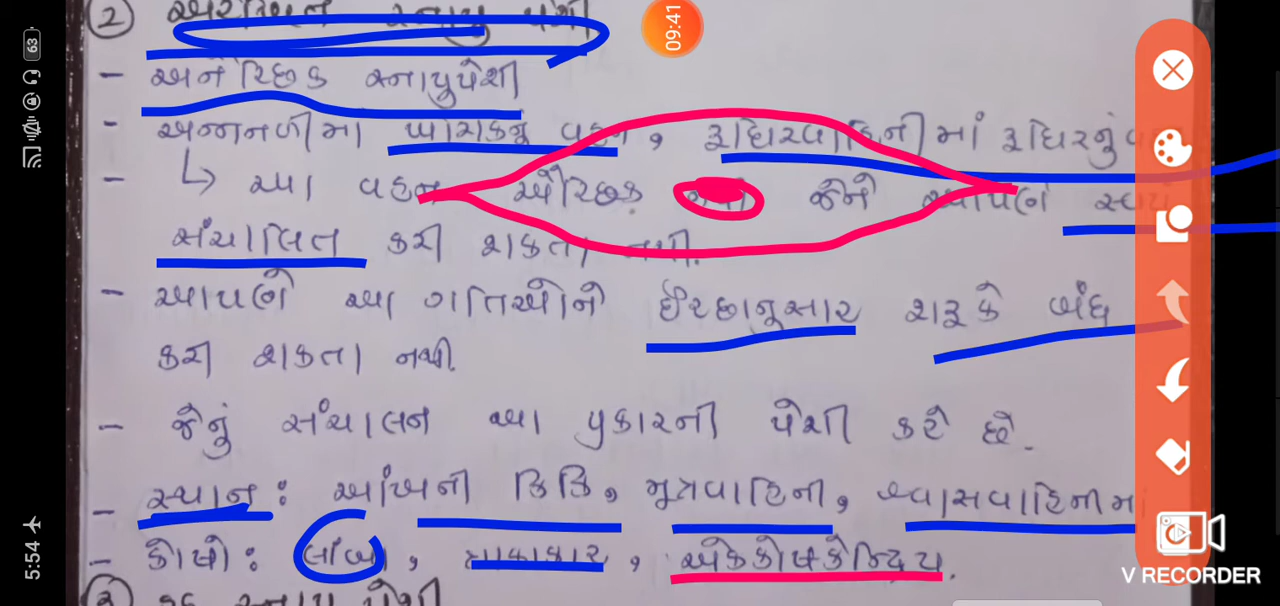 ② અરેખિત સ્નાયુ પેશી
- અનૈચ્છિક સ્નાયુપેશી
- અન્નનળીમાં ખોરાકનું વહન, રૂધિરવાહિનીમાં રૂધિરનું
- ↳ આ વહન ઐચ્છિક નથી જેને આપણે સ્વયં
સંચાલિત કરી શકતા નથી.
- આપણે આ ગતિઓને ઈચ્છાનુસાર શરૂ કે બંધ
કરી શકતા નથી.
- જેનું સંચાલન આ પ્રકારની પેશી કરે છે.
- સ્થાન: આંખની કિકિ, મૂત્રવાહિની, શ્વાસવાહિનીમાં
- કોષો: લાંબા, ત્રાકાકાર, એકકોષકેન્દ્રિય.
09:41
63
5:54
V RECORDER